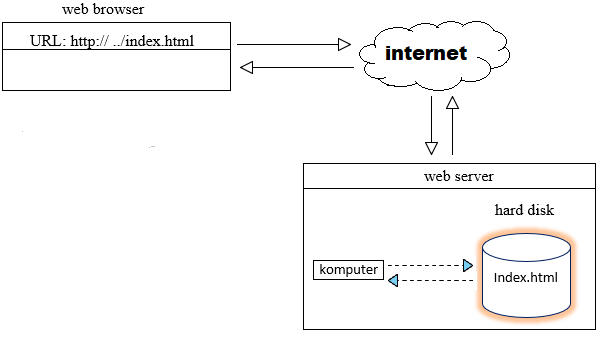 web browser
URL: http:// ../index.html
internet
web server
hard disk
komputer
Index.html